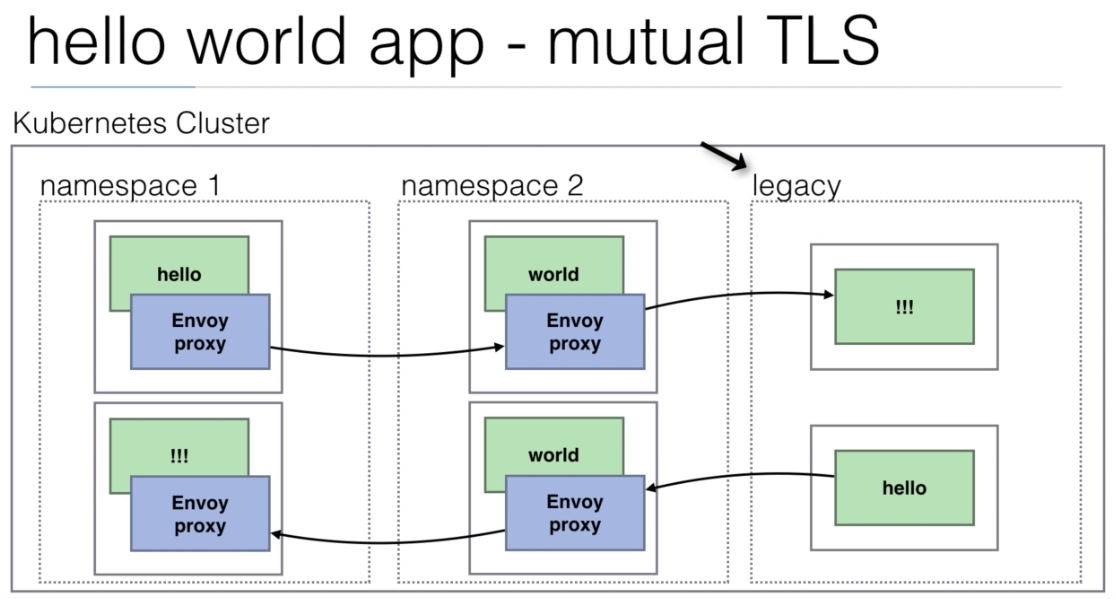 hello world app - mutual TLS
Kubernetes Cluster
namespace 1
namespace 2
legacy
hello
Envoy
proxy
world
Envoy
proxy
!!!
!!!
Envoy
proxy
world
Envoy
proxy
hello